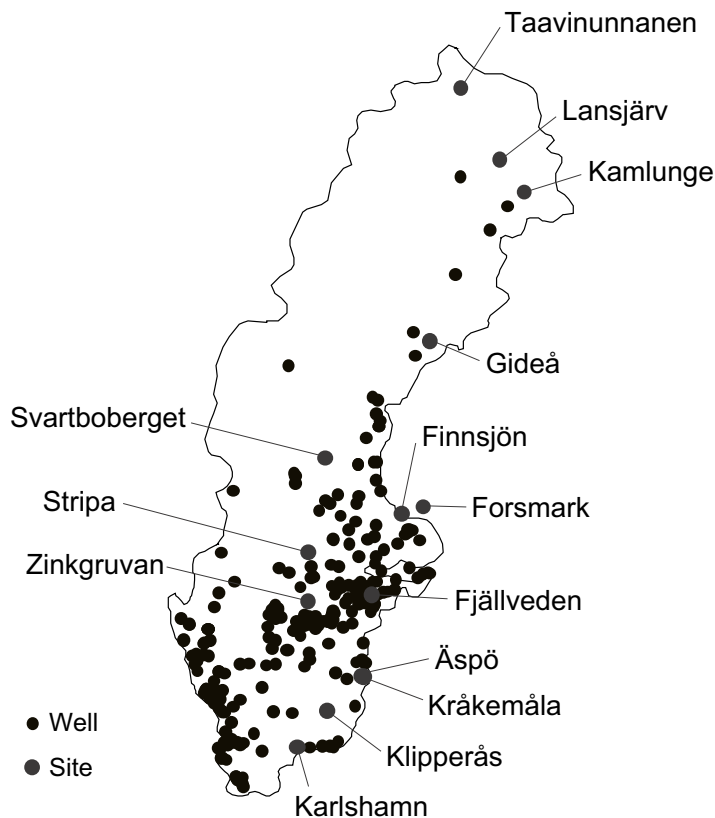 Taavinunnanen
Lansjärv
Kamlunge
Gideå
Svartboberget
Finnsjön
Stripa
Forsmark
Zinkgruvan
Fjällveden
Äspö
Kråkemåla
Well
Klipperås
Site
Karlshamn